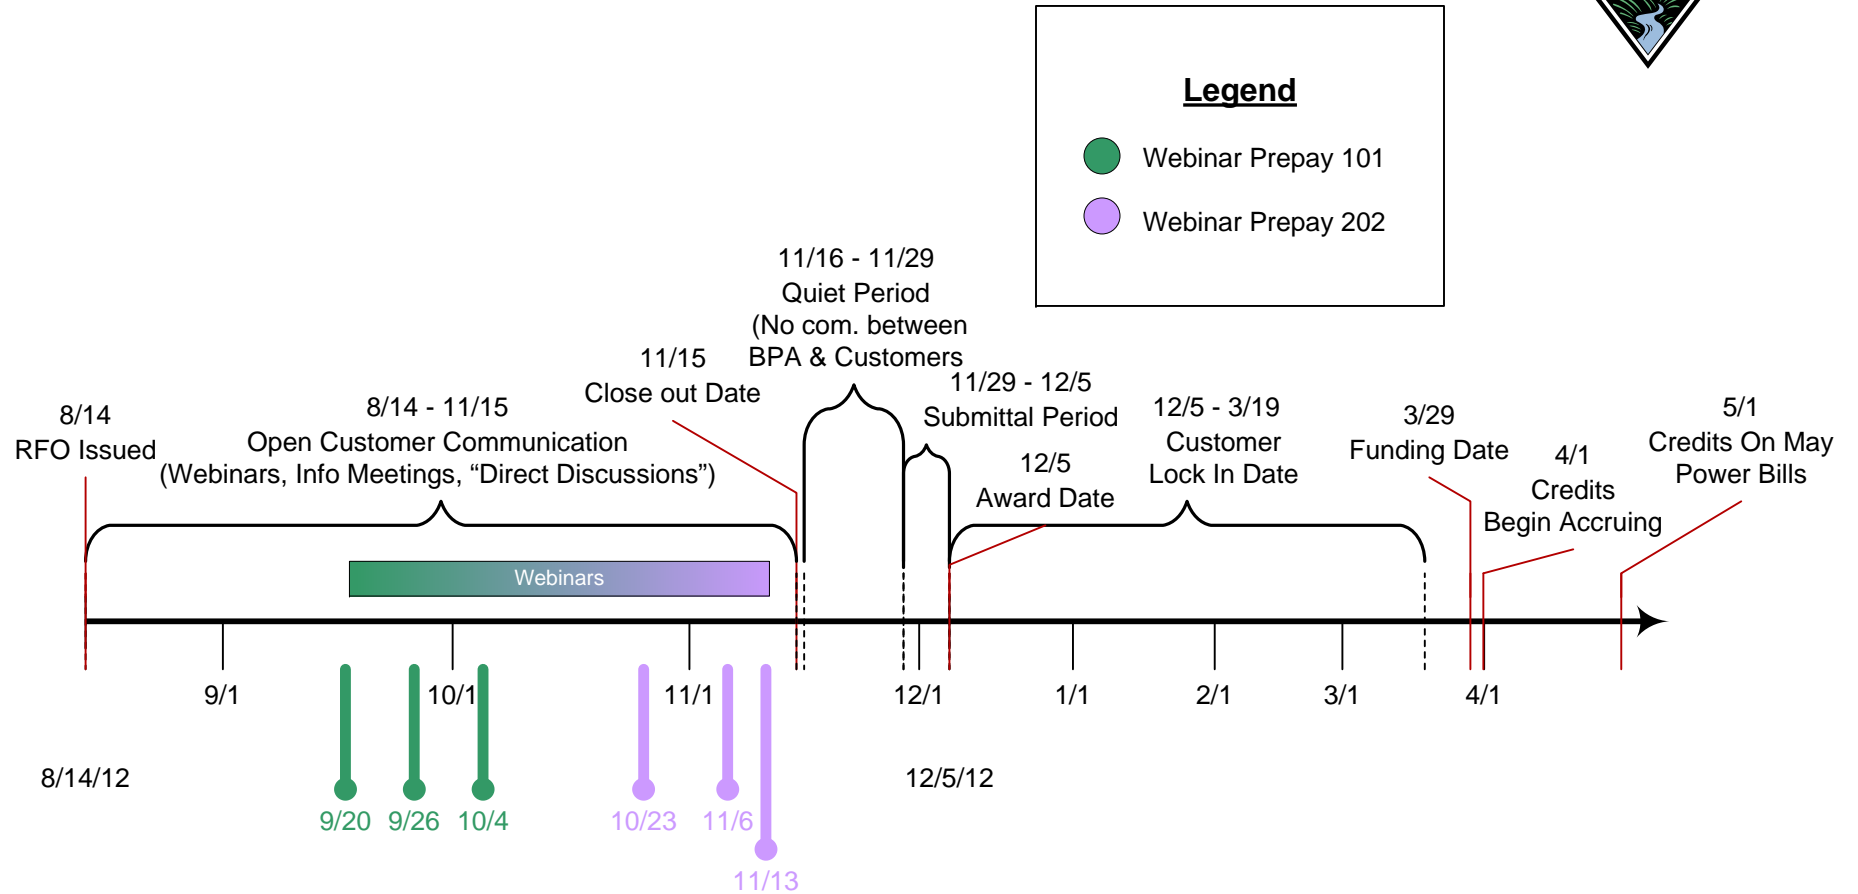 Legend
Webinar Prepay 101
Webinar Prepay 202
11/16 - 11/29
Quiet Period
(No com. between
BPA & Customers
11/15
Close out Date
11/29 - 12/5
Submittal Period
8/14
RFO Issued
8/14 - 11/15
Open Customer Communication
(Webinars, Info Meetings, “Direct Discussions”)
12/5
Award Date
12/5 - 3/19
Customer
Lock In Date
3/29
Funding Date
4/1
Credits
Begin Accruing
5/1
Credits On May
Power Bills
Webinars
9/1
10/1
11/1
12/1
1/1
2/1
3/1
4/1
8/14/12
12/5/12
9/20
9/26
10/4
10/23
11/6
11/13